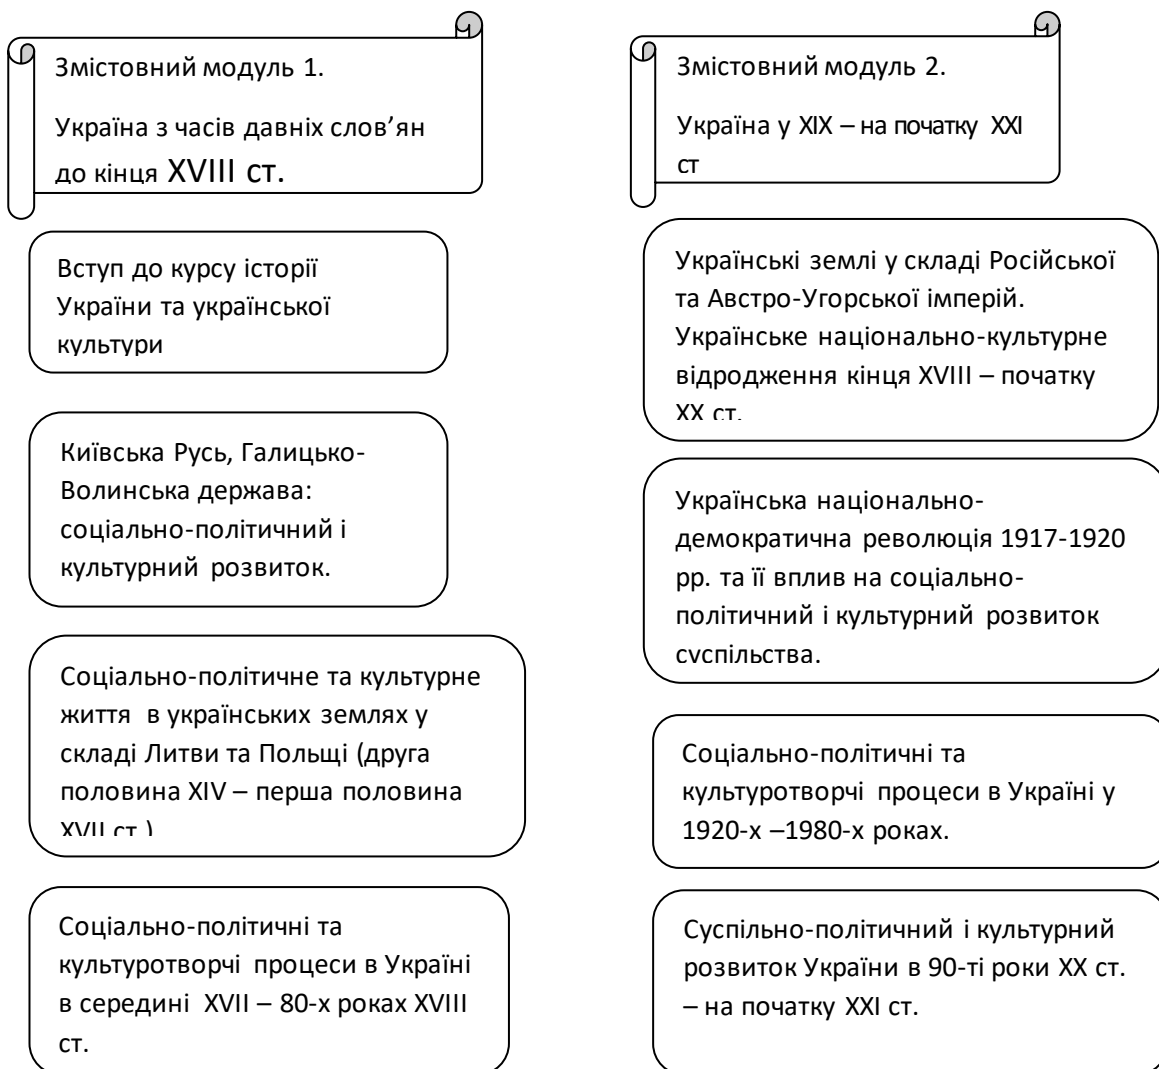 Змістовний модуль 1.
Україна з часів давніх слов’ян
до кінця XVIII ст.
Вступ до курсу історії
України та української
культури
Київська Русь, Галицько-
Волинська держава:
соціально-політичний і
культурний розвиток.
Соціально-політичне та культурне
життя в українських землях у
складі Литви та Польщі (друга
половина XIV – перша половина
XVII ст.)
Соціально-політичні та
культуротворчі процеси в Україні
в середині XVII – 80-х роках XVIII
ст.
Змістовний модуль 2.
Україна у XIX – на початку XXI
ст
Українські землі у складі Російської
та Австро-Угорської імперій.
Українське національно-культурне
відродження кінця XVIII – початку
XX ст.
Українська національно-
демократична революція 1917-1920
рр. та її вплив на соціально-
політичний і культурний розвиток
суспільства.
Соціально-політичні та
культуротворчі процеси в Україні у
1920-х –1980-х роках.
Суспільно-політичний і культурний
розвиток України в 90-ті роки XX ст.
– на початку XXI ст.